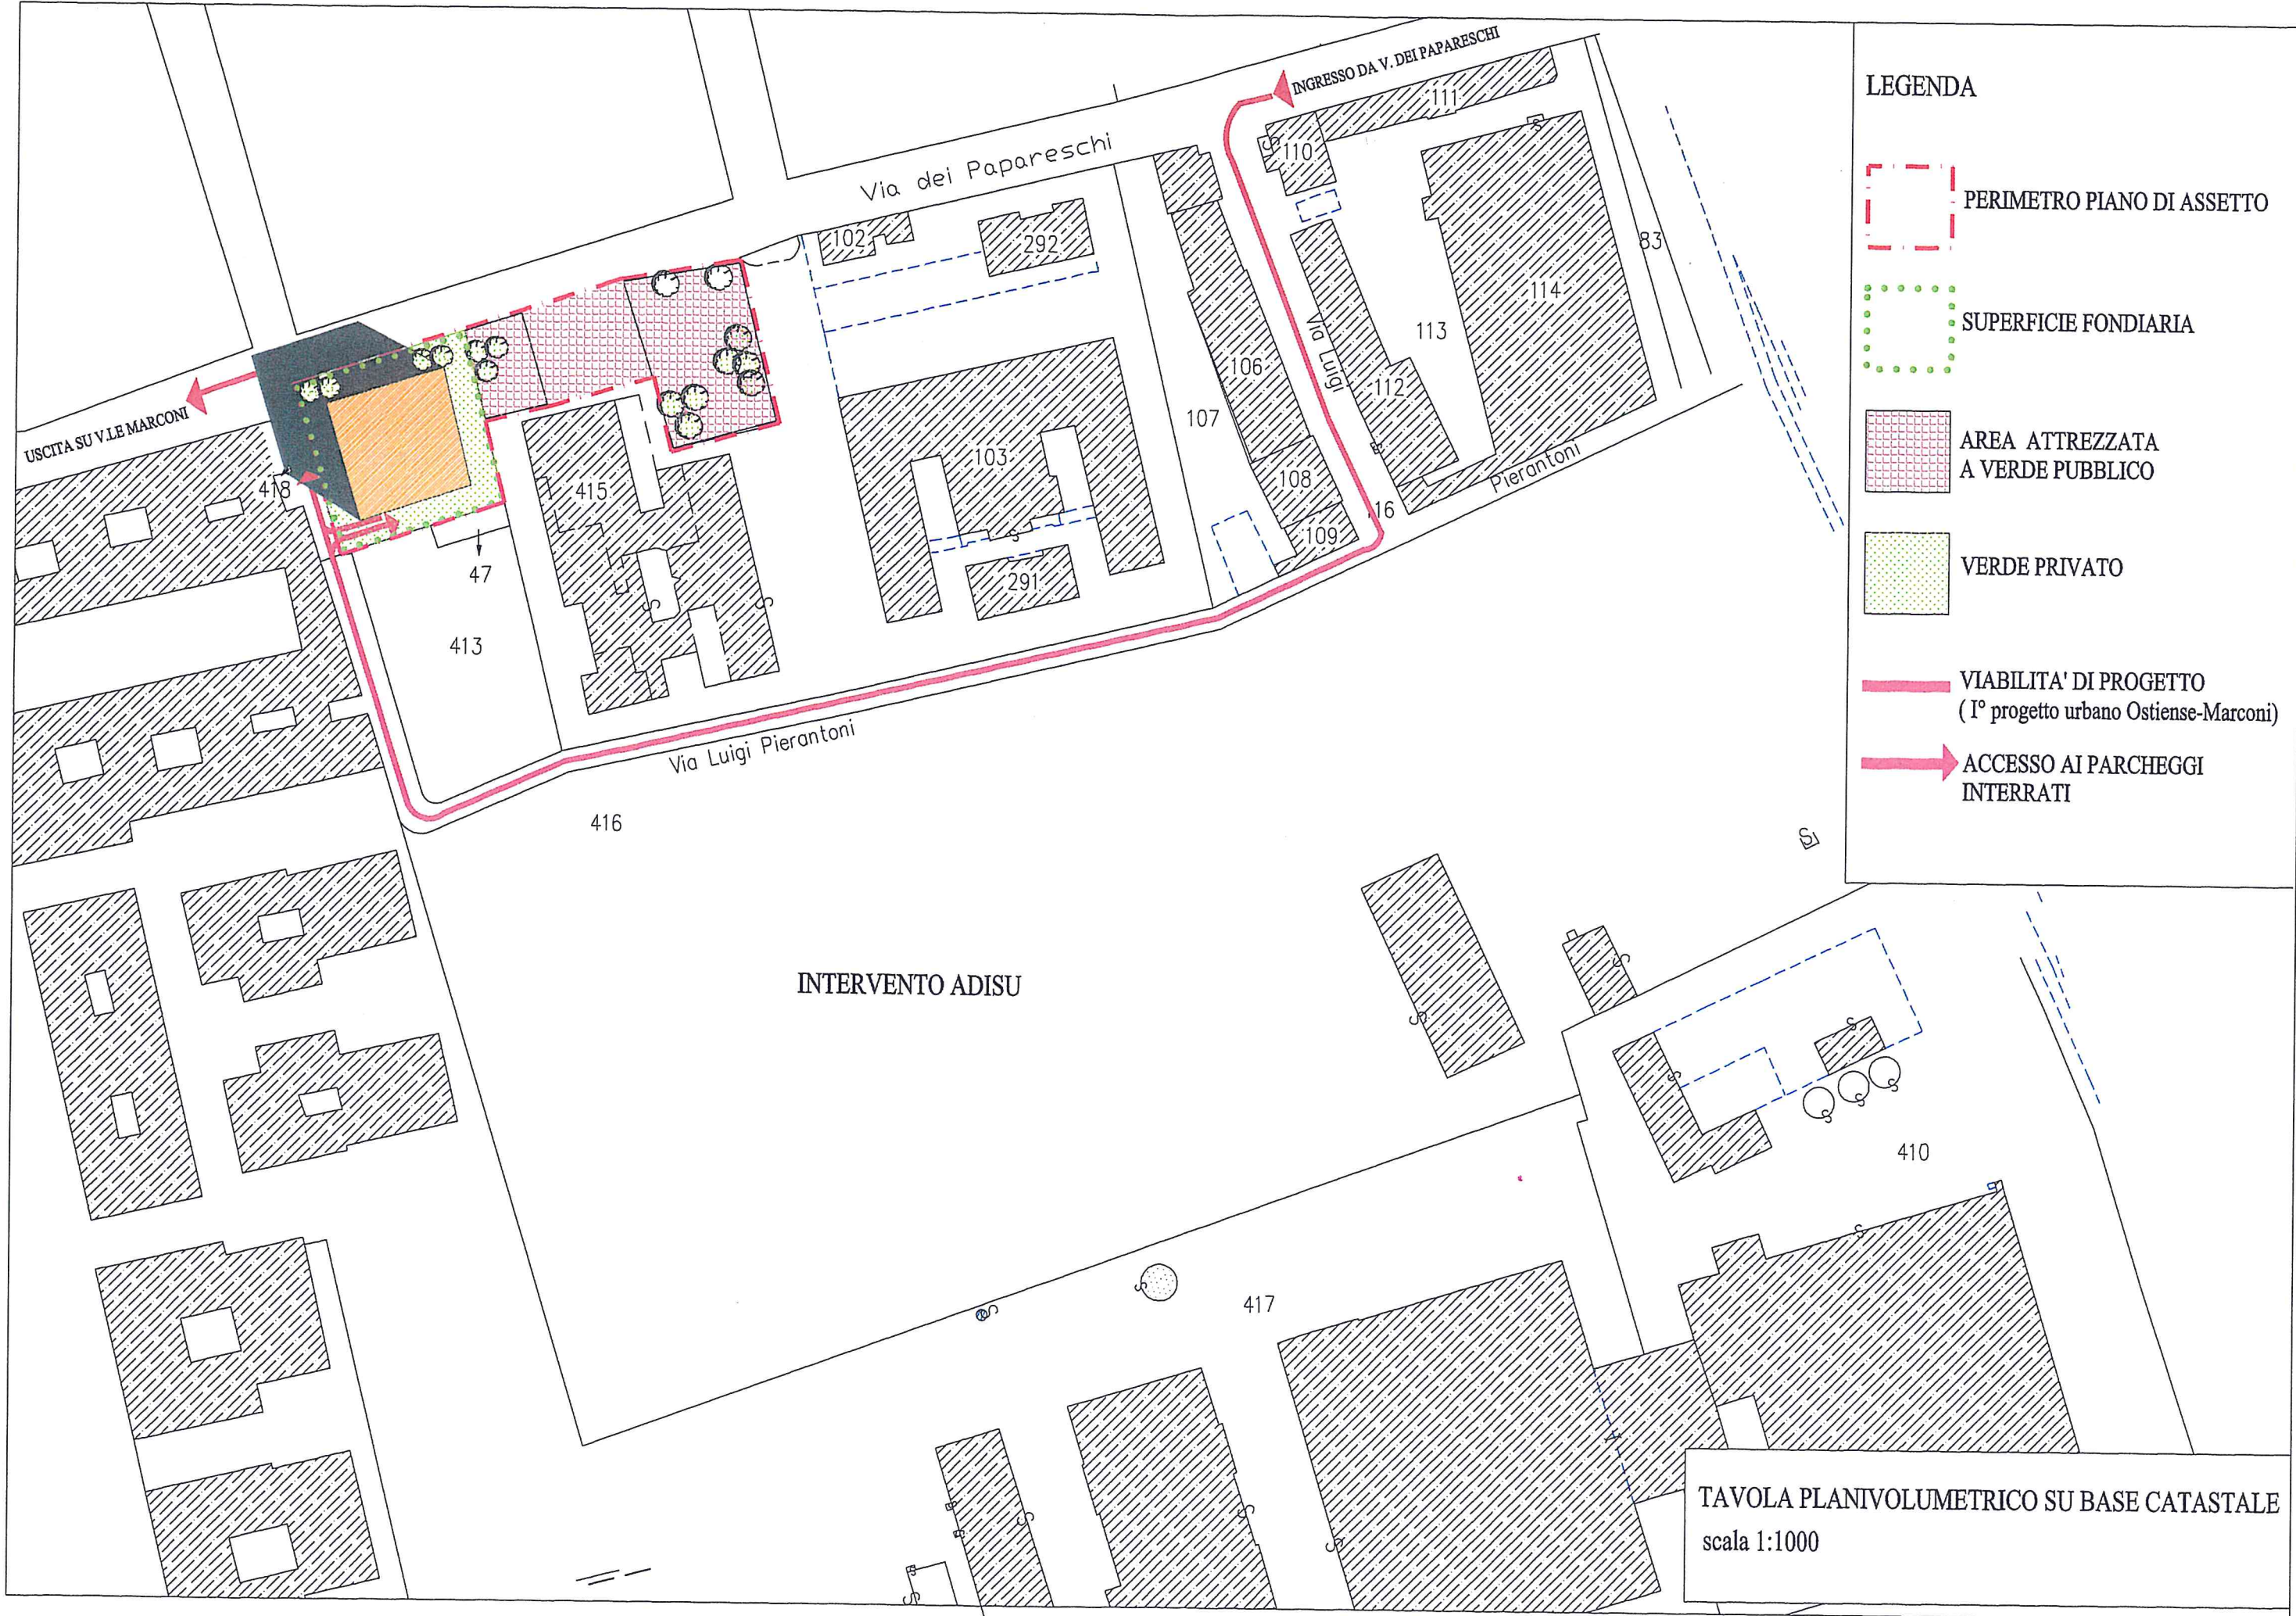 INGRESSO DA V. DEI PAPARESCHI
111
110
Via dei Papareschi
102
292
83
114
113
Via Luigi
106
112
107
USCITA SU V.LE MARCONI
418
415
103
108
16
Pierantoni
109
47
291
413
Via Luigi Pierantoni
416
INTERVENTO ADISU
410
417
LEGENDA
PERIMETRO PIANO DI ASSETTO
SUPERFICIE FONDIARIA
AREA ATTREZZATA
A VERDE PUBBLICO
VERDE PRIVATO
VIABILITA' DI PROGETTO
( I° progetto urbano Ostiense-Marconi)
ACCESSO AI PARCHEGGI
INTERRATI
TAVOLA PLANIVOLUMETRICO SU BASE CATASTALE
scala 1:1000